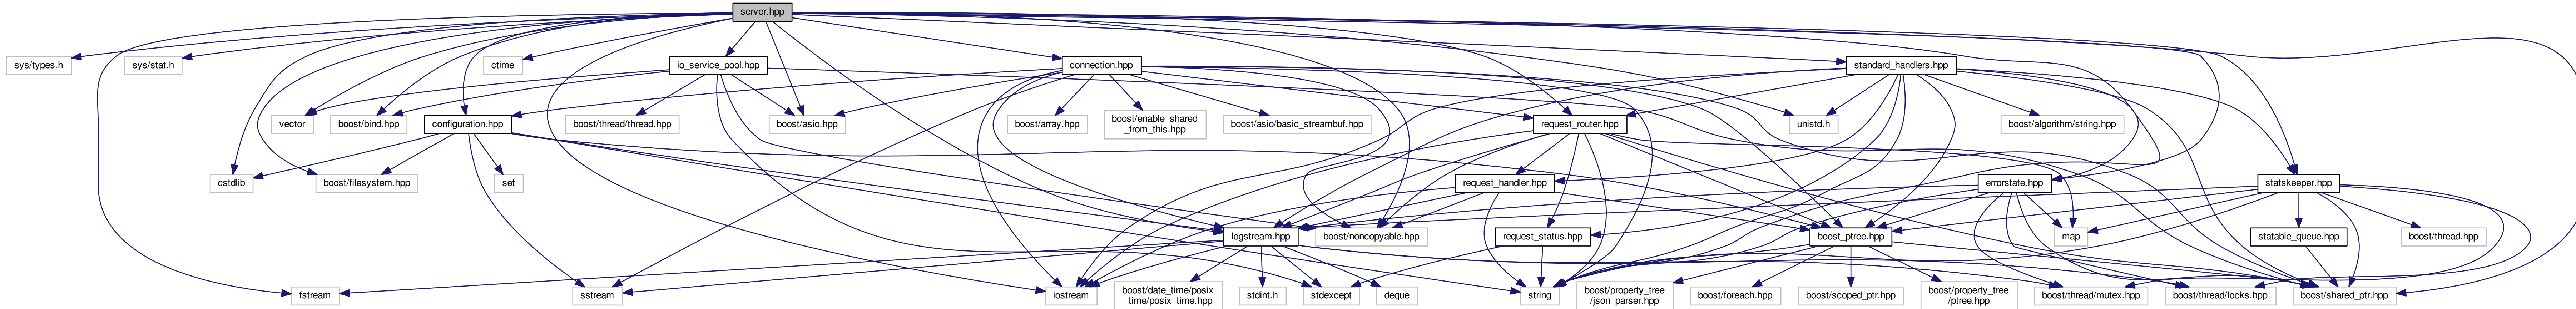 server.hpp
sys/types.h
sys/stat.h
ctime
io_service_pool.hpp
connection.hpp
standard_handlers.hpp
vector
boost/bind.hpp
configuration.hpp
boost/thread/thread.hpp
boost/asio.hpp
boost/array.hpp
boost/enable_shared
_from_this.hpp
boost/asio/basic_streambuf.hpp
request_router.hpp
unistd.h
boost/algorithm/string.hpp
cstdlib
boost/filesystem.hpp
set
request_handler.hpp
errorstate.hpp
statskeeper.hpp
logstream.hpp
boost/noncopyable.hpp
request_status.hpp
boost_ptree.hpp
map
statable_queue.hpp
boost/thread.hpp
fstream
sstream
iostream
boost/date_time/posix
_time/posix_time.hpp
stdint.h
stdexcept
deque
string
boost/property_tree
/json_parser.hpp
boost/foreach.hpp
boost/scoped_ptr.hpp
boost/property_tree
/ptree.hpp
boost/thread/mutex.hpp
boost/thread/locks.hpp
boost/shared_ptr.hpp